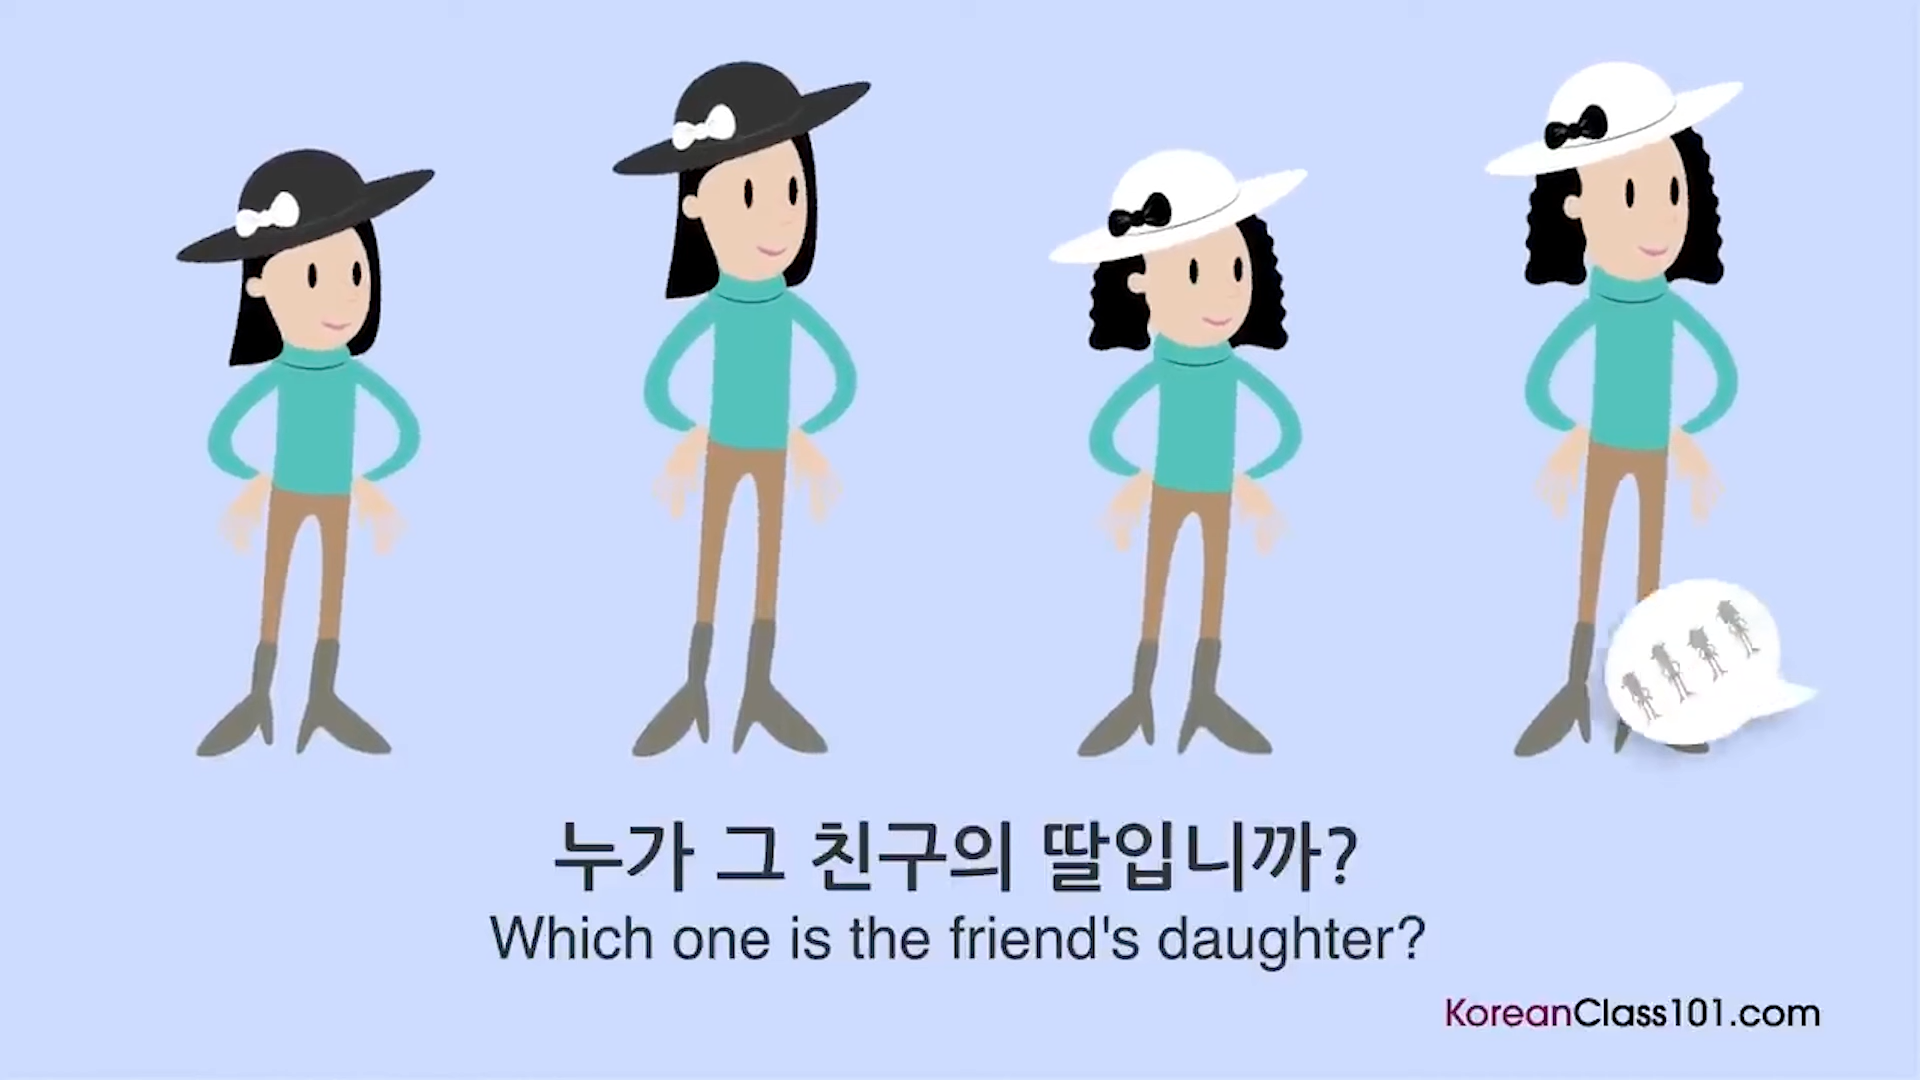 누가 그 친구의 딸입니까?
Which one is the friend's daughter?
KoreanClass101.com